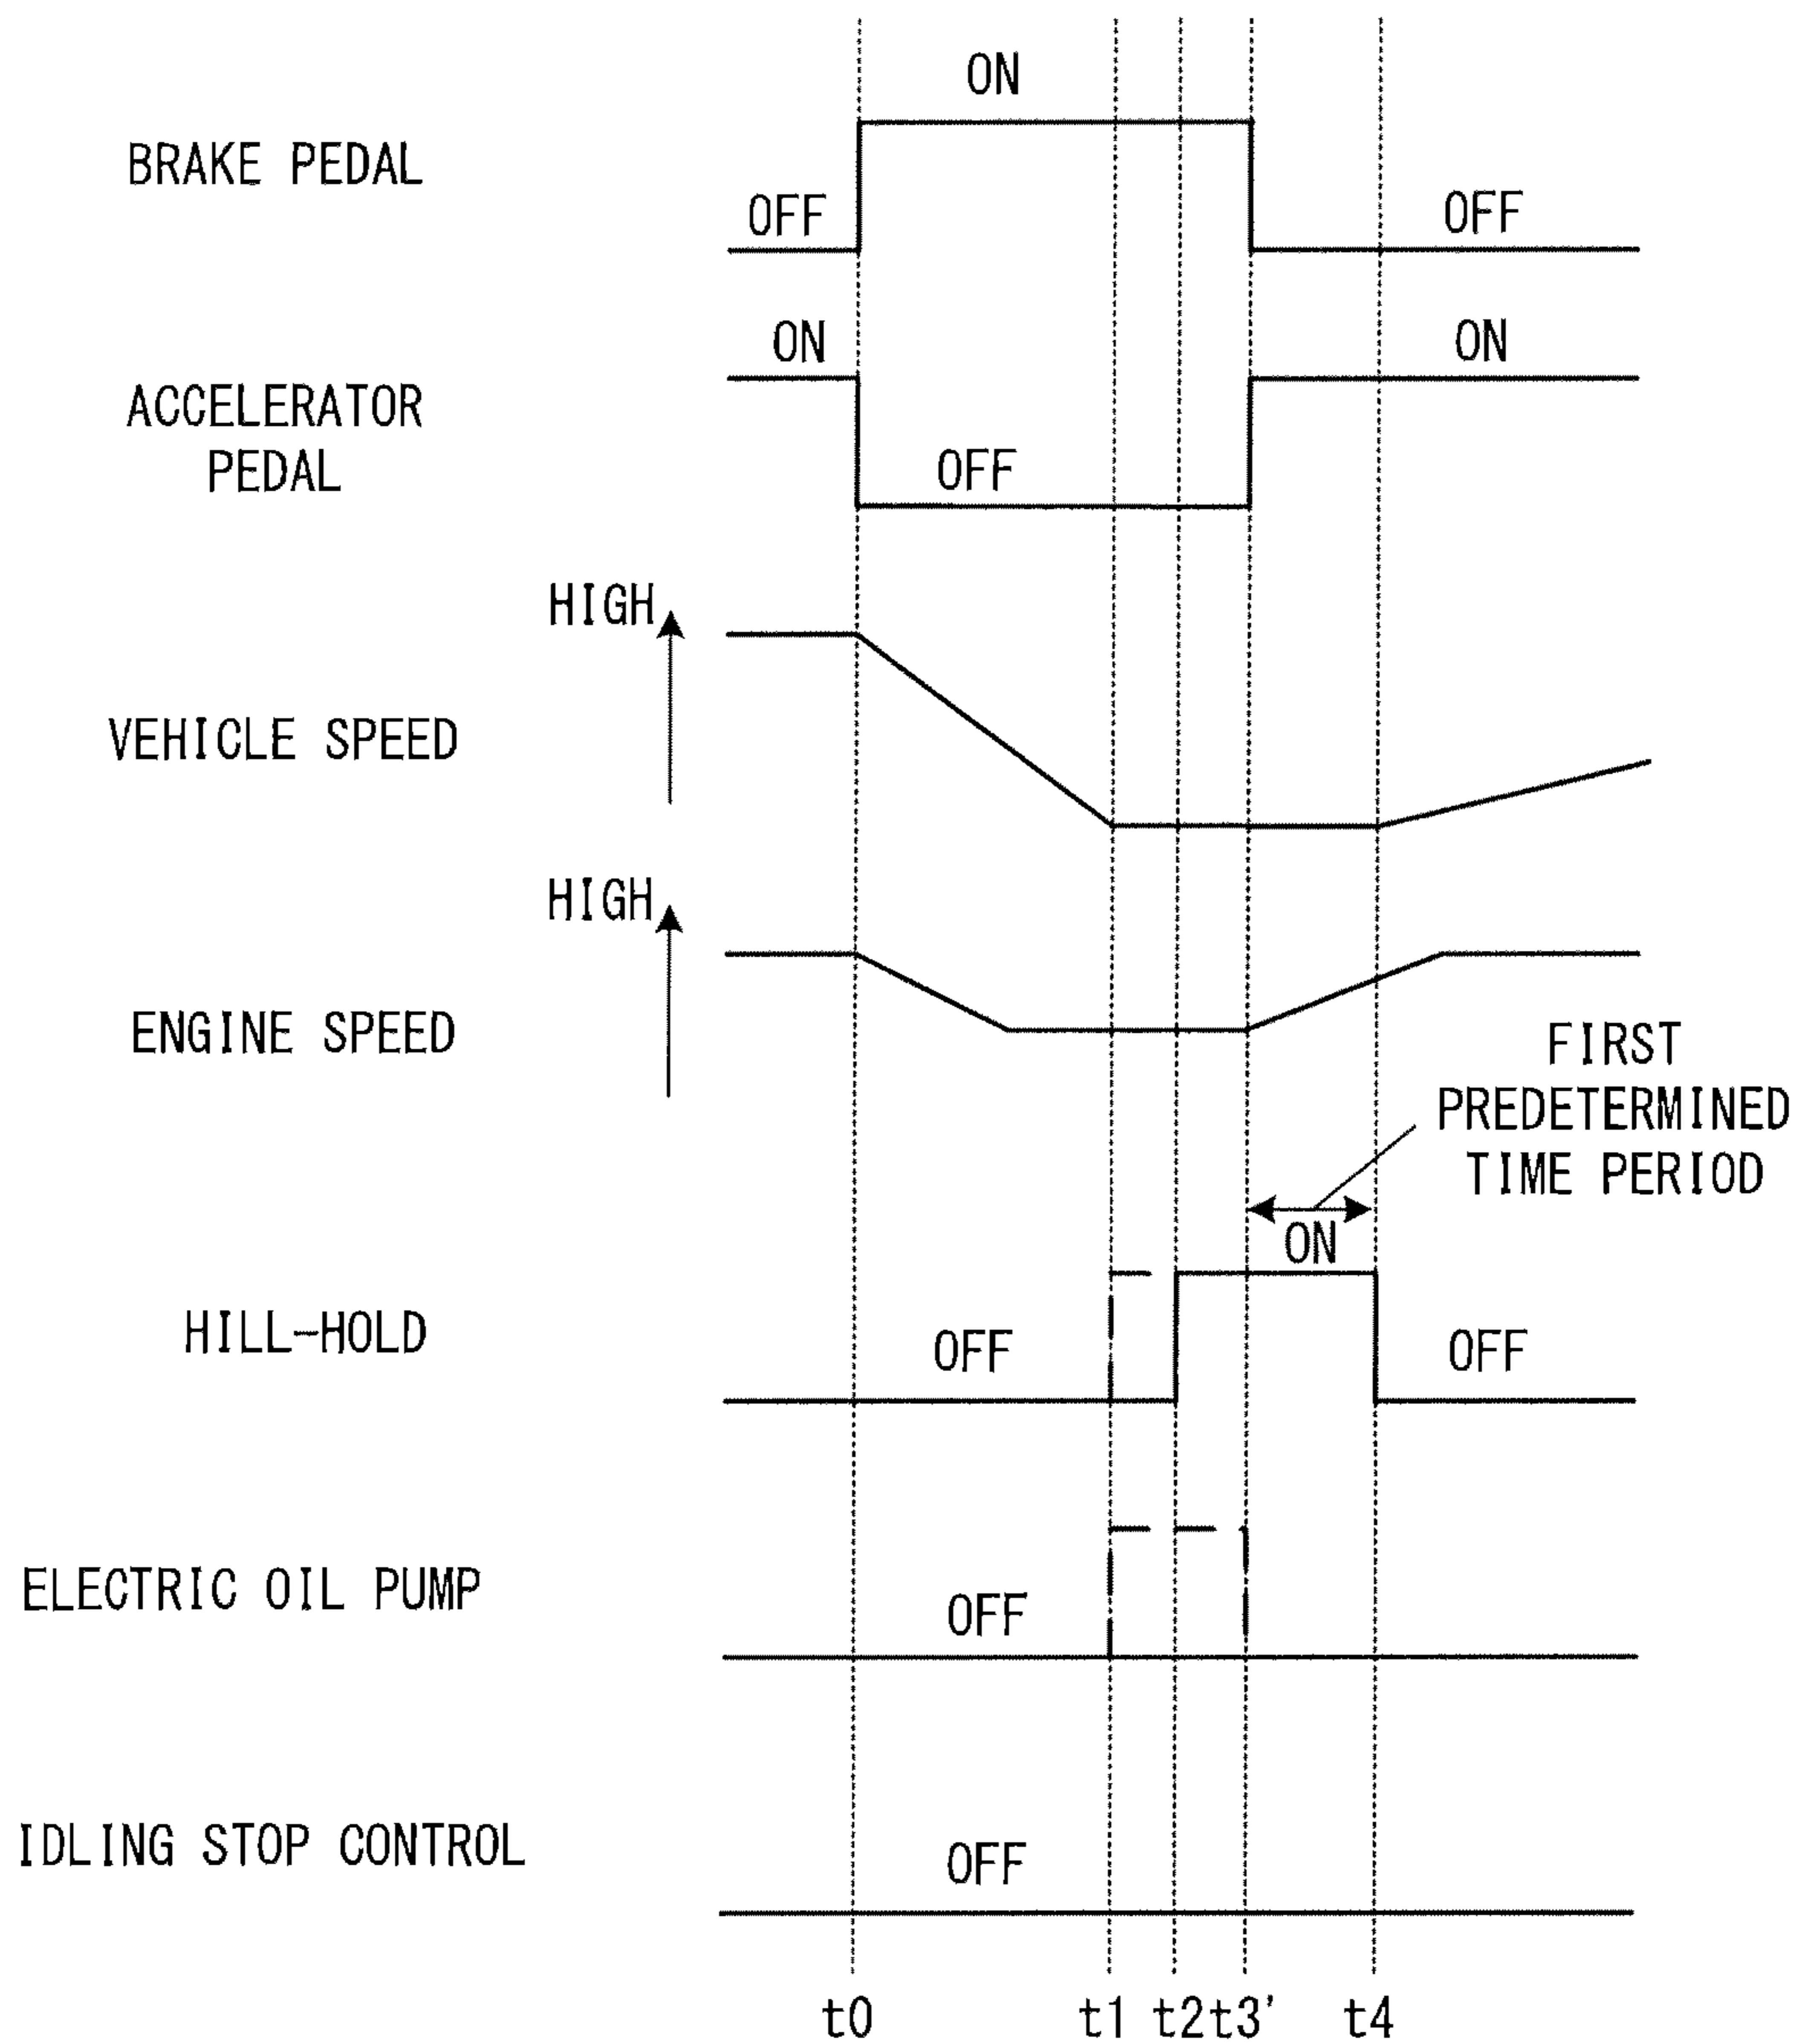 ON
BRAKE PEDAL
OFF
OFF
ON
ON
ACCELERATOR
PEDAL
OFF
HIGH
VEHICLE SPEED
HIGH
ENGINE SPEED
FIRST
PREDETERMINED
TIME PERIOD
ON
HILL-HOLD
OFF
OFF
ELECTRIC OIL PUMP
OFF
IDLING STOP CONTROL
OFF
t0 t1 t2 t3' t4